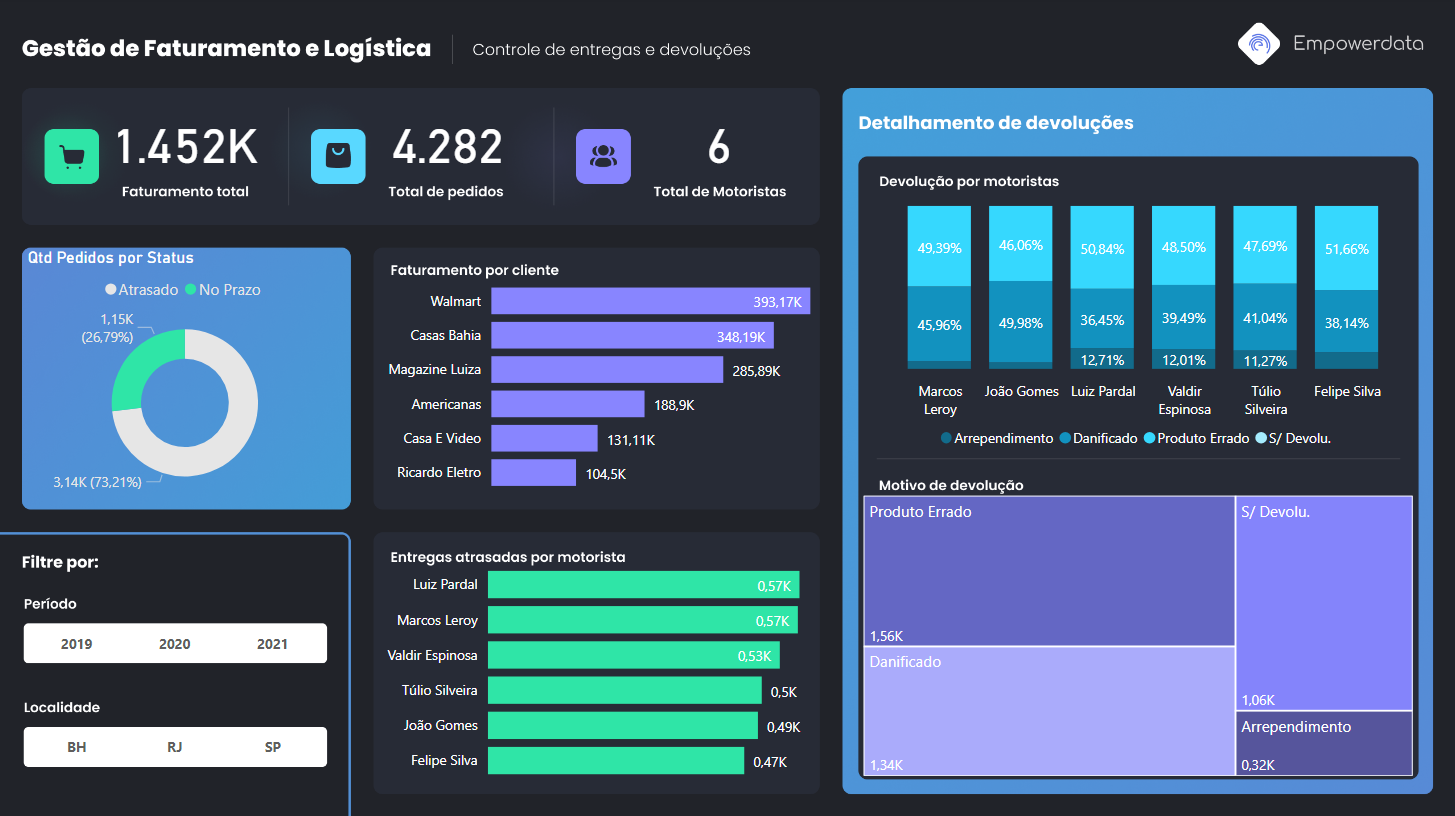 Gestão de Faturamento e Logística
Controle de entregas e devoluções
Empowerdata
1.452K
Faturamento total
4.282
Total de pedidos
6
Total de Motoristas
Qtd Pedidos por Status
Atrasado No Prazo
1,15K
(26,79%)
3,14K (73,21%)
Faturamento por cliente
Walmart 393,17K
Casas Bahia 348,19K
Magazine Luiza 285,89K
Americanas 188,9K
Casa E Video 131,11K
Ricardo Eletro 104,5K
Filtre por:
Período
2019 2020 2021
Localidade
BH RJ SP
Entregas atrasadas por motorista
Luiz Pardal 0,57K
Marcos Leroy 0,57K
Valdir Espinosa 0,53K
Túlio Silveira 0,5K
João Gomes 0,49K
Felipe Silva 0,47K
Detalhamento de devoluções
Devolução por motoristas
49,39% 46,06% 50,84% 48,50% 47,69% 51,66%
45,96% 49,98% 36,45% 39,49% 41,04% 38,14%
12,71% 12,01% 11,27%
Marcos João Gomes Luiz Pardal Valdir Túlio Felipe Silva
Leroy Espinosa Silveira
Arrependimento Danificado Produto Errado S/ Devolu.
Motivo de devolução
Produto Errado
1,56K
Danificado
1,34K
S/ Devolu.
1,06K
Arrependimento
0,32K